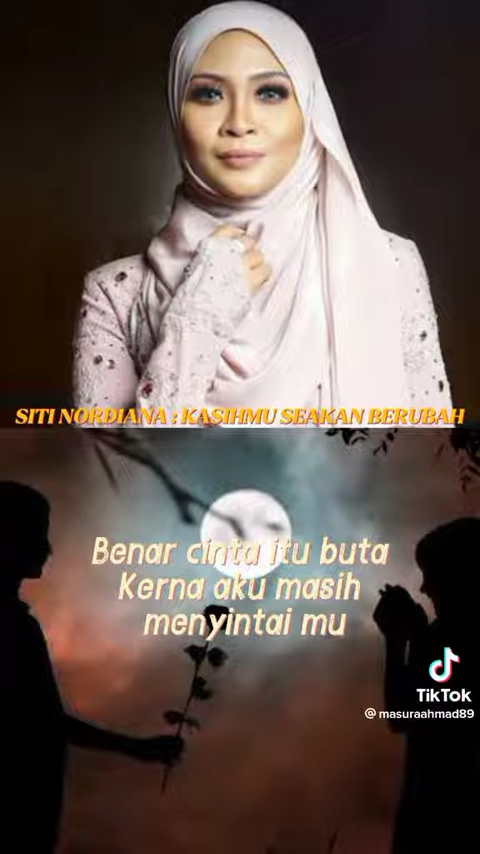 SITI NORDIANA : KASIHMU SEAKAN BERUBAH
Benar cinta itu buta
Kerna aku masih
menyintai mu
TikTok
@masuraahmad89